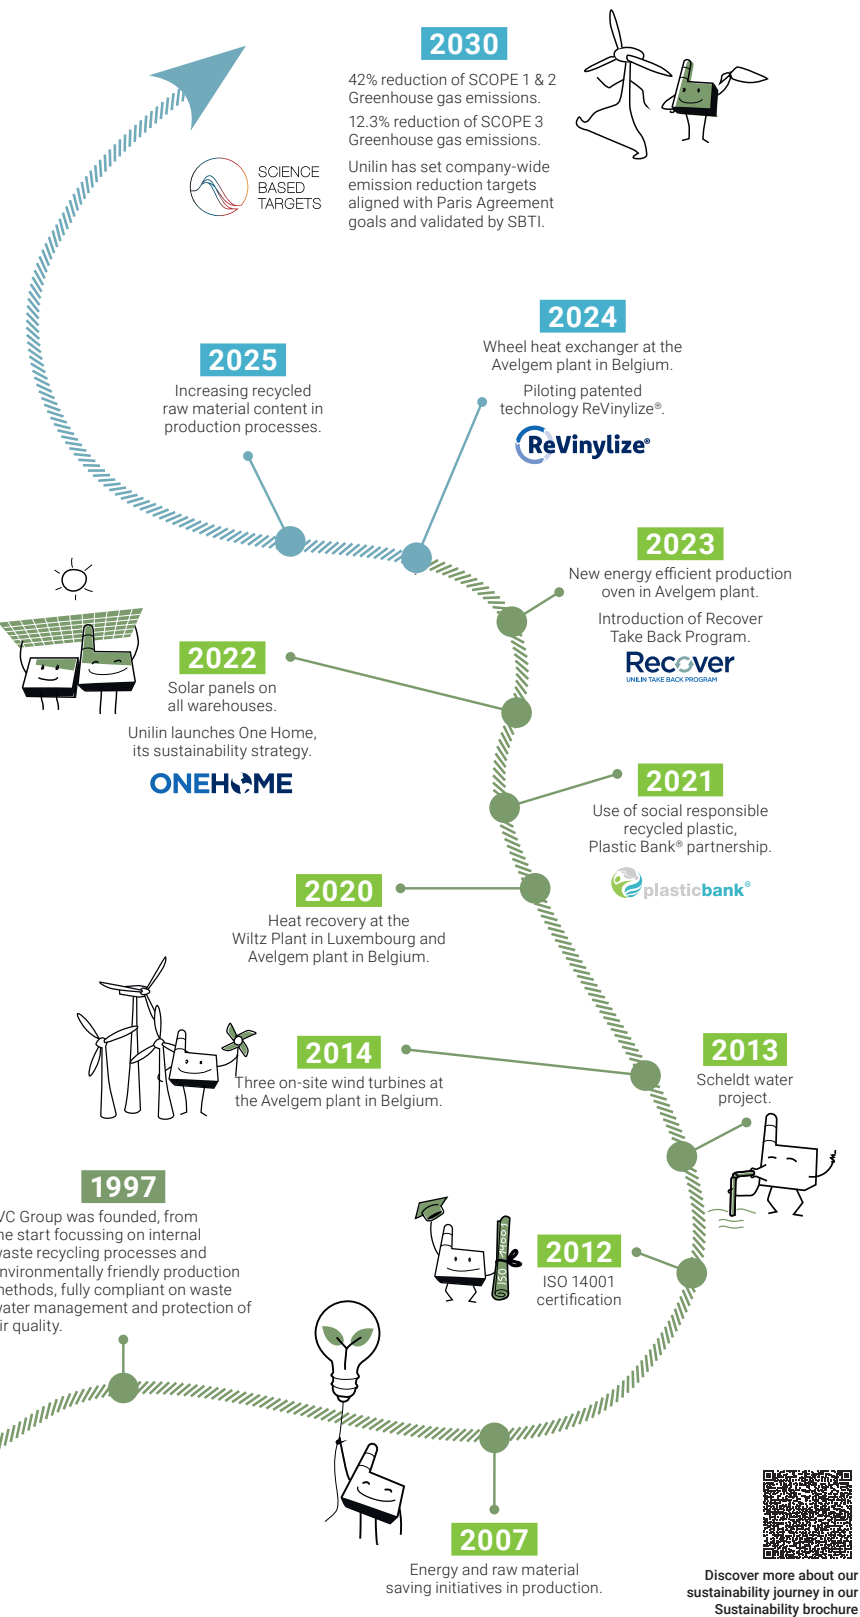 2030
42% reduction of SCOPE 1 & 2
Greenhouse gas emissions.
12.3% reduction of SCOPE 3
Greenhouse gas emissions.
Unilin has set company-wide
emission reduction targets
aligned with Paris Agreement
goals and validated by SBTI.
SCIENCE
BASED
TARGETS
2024
Wheel heat exchanger at the
Avelgem plant in Belgium.
Piloting patented
technology ReVinylize®.
ReVinylize®
2025
Increasing recycled
raw material content in
production processes.
2023
New energy efficient production
oven in Avelgem plant.
Introduction of Recover
Take Back Program.
Recover
UNILIN TAKE BACK PROGRAM
2022
Solar panels on
all warehouses.
Unilin launches One Home,
its sustainability strategy.
ONEHOME
2021
Use of social responsible
recycled plastic,
Plastic Bank® partnership.
plasticbank®
2020
Heat recovery at the
Wiltz Plant in Luxembourg and
Avelgem plant in Belgium.
2014
Three on-site wind turbines at
the Avelgem plant in Belgium.
2013
Scheldt water
project.
1997
VC Group was founded, from
he start focussing on internal
waste recycling processes and
nvironmentally friendly production
methods, fully compliant on waste
water management and protection of
ir quality.
2012
ISO 14001
certification
ISO 14001
2007
Energy and raw material
saving initiatives in production.
Discover more about our
sustainability journey in our
Sustainability brochure